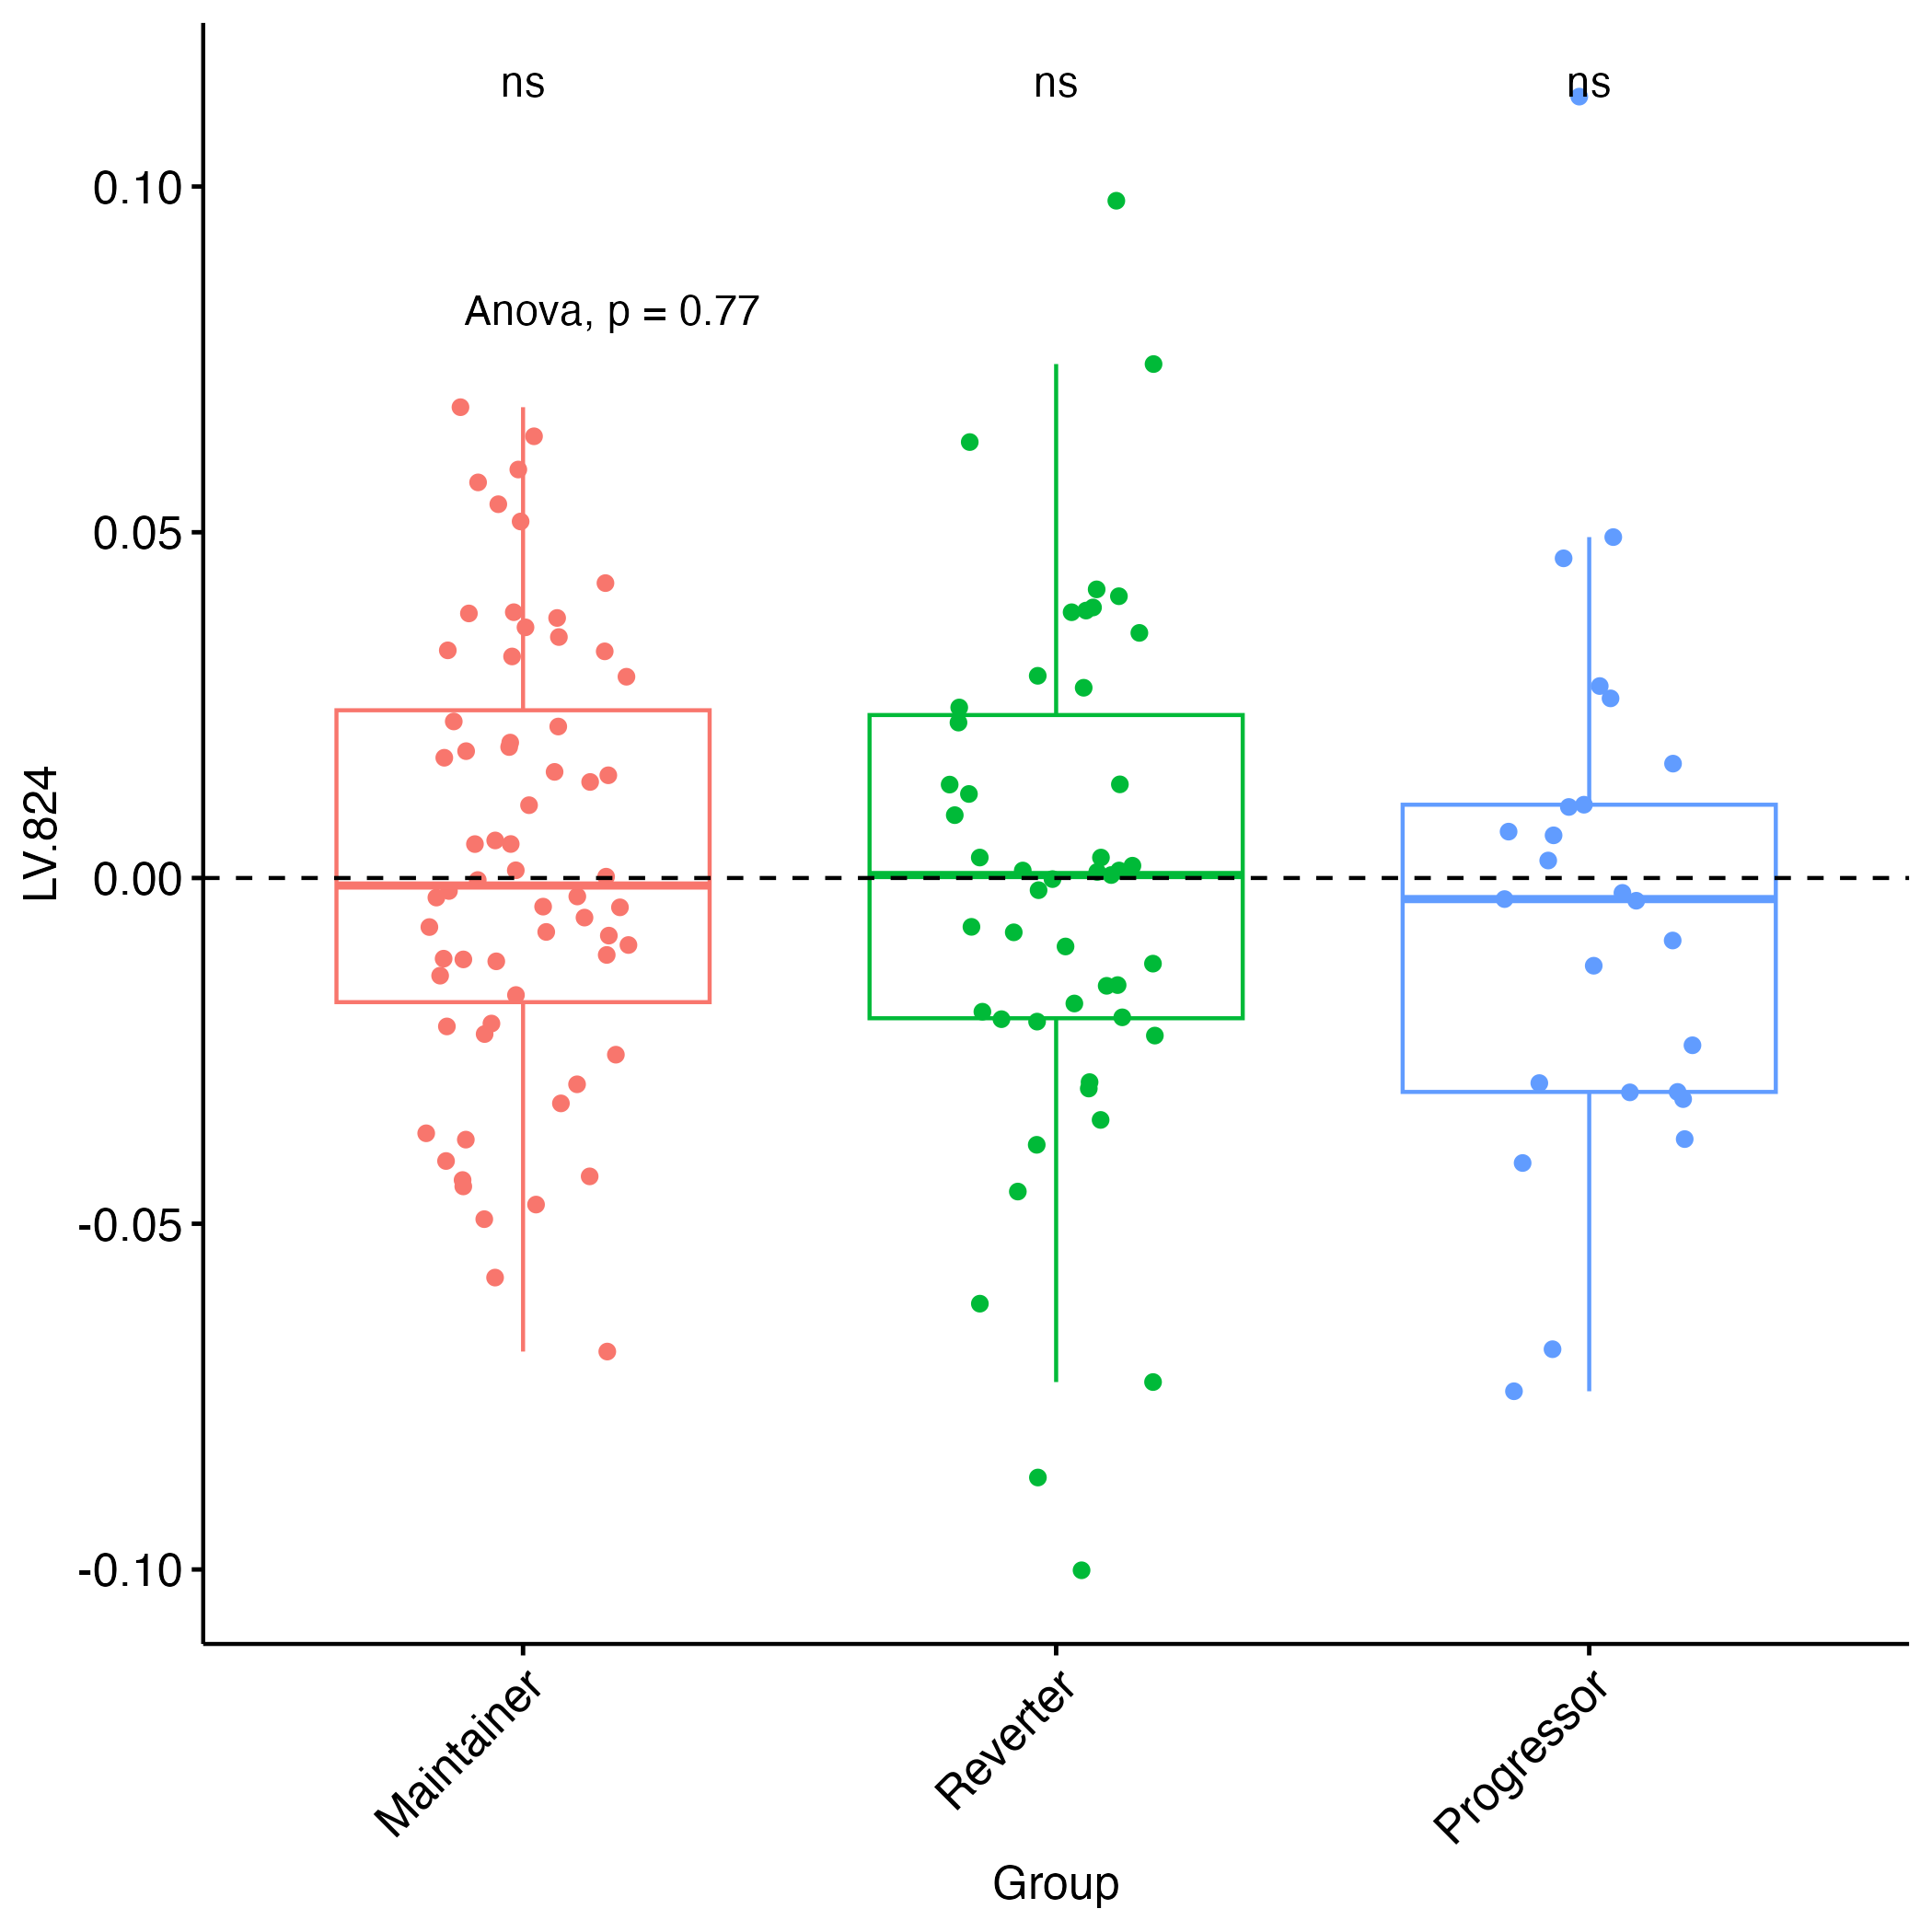 ns ns ns
0.10
Anova, p = 0.77
0.05
LV.824
0.00
-0.05
-0.10
Maintainer Reverter Progressor
Group